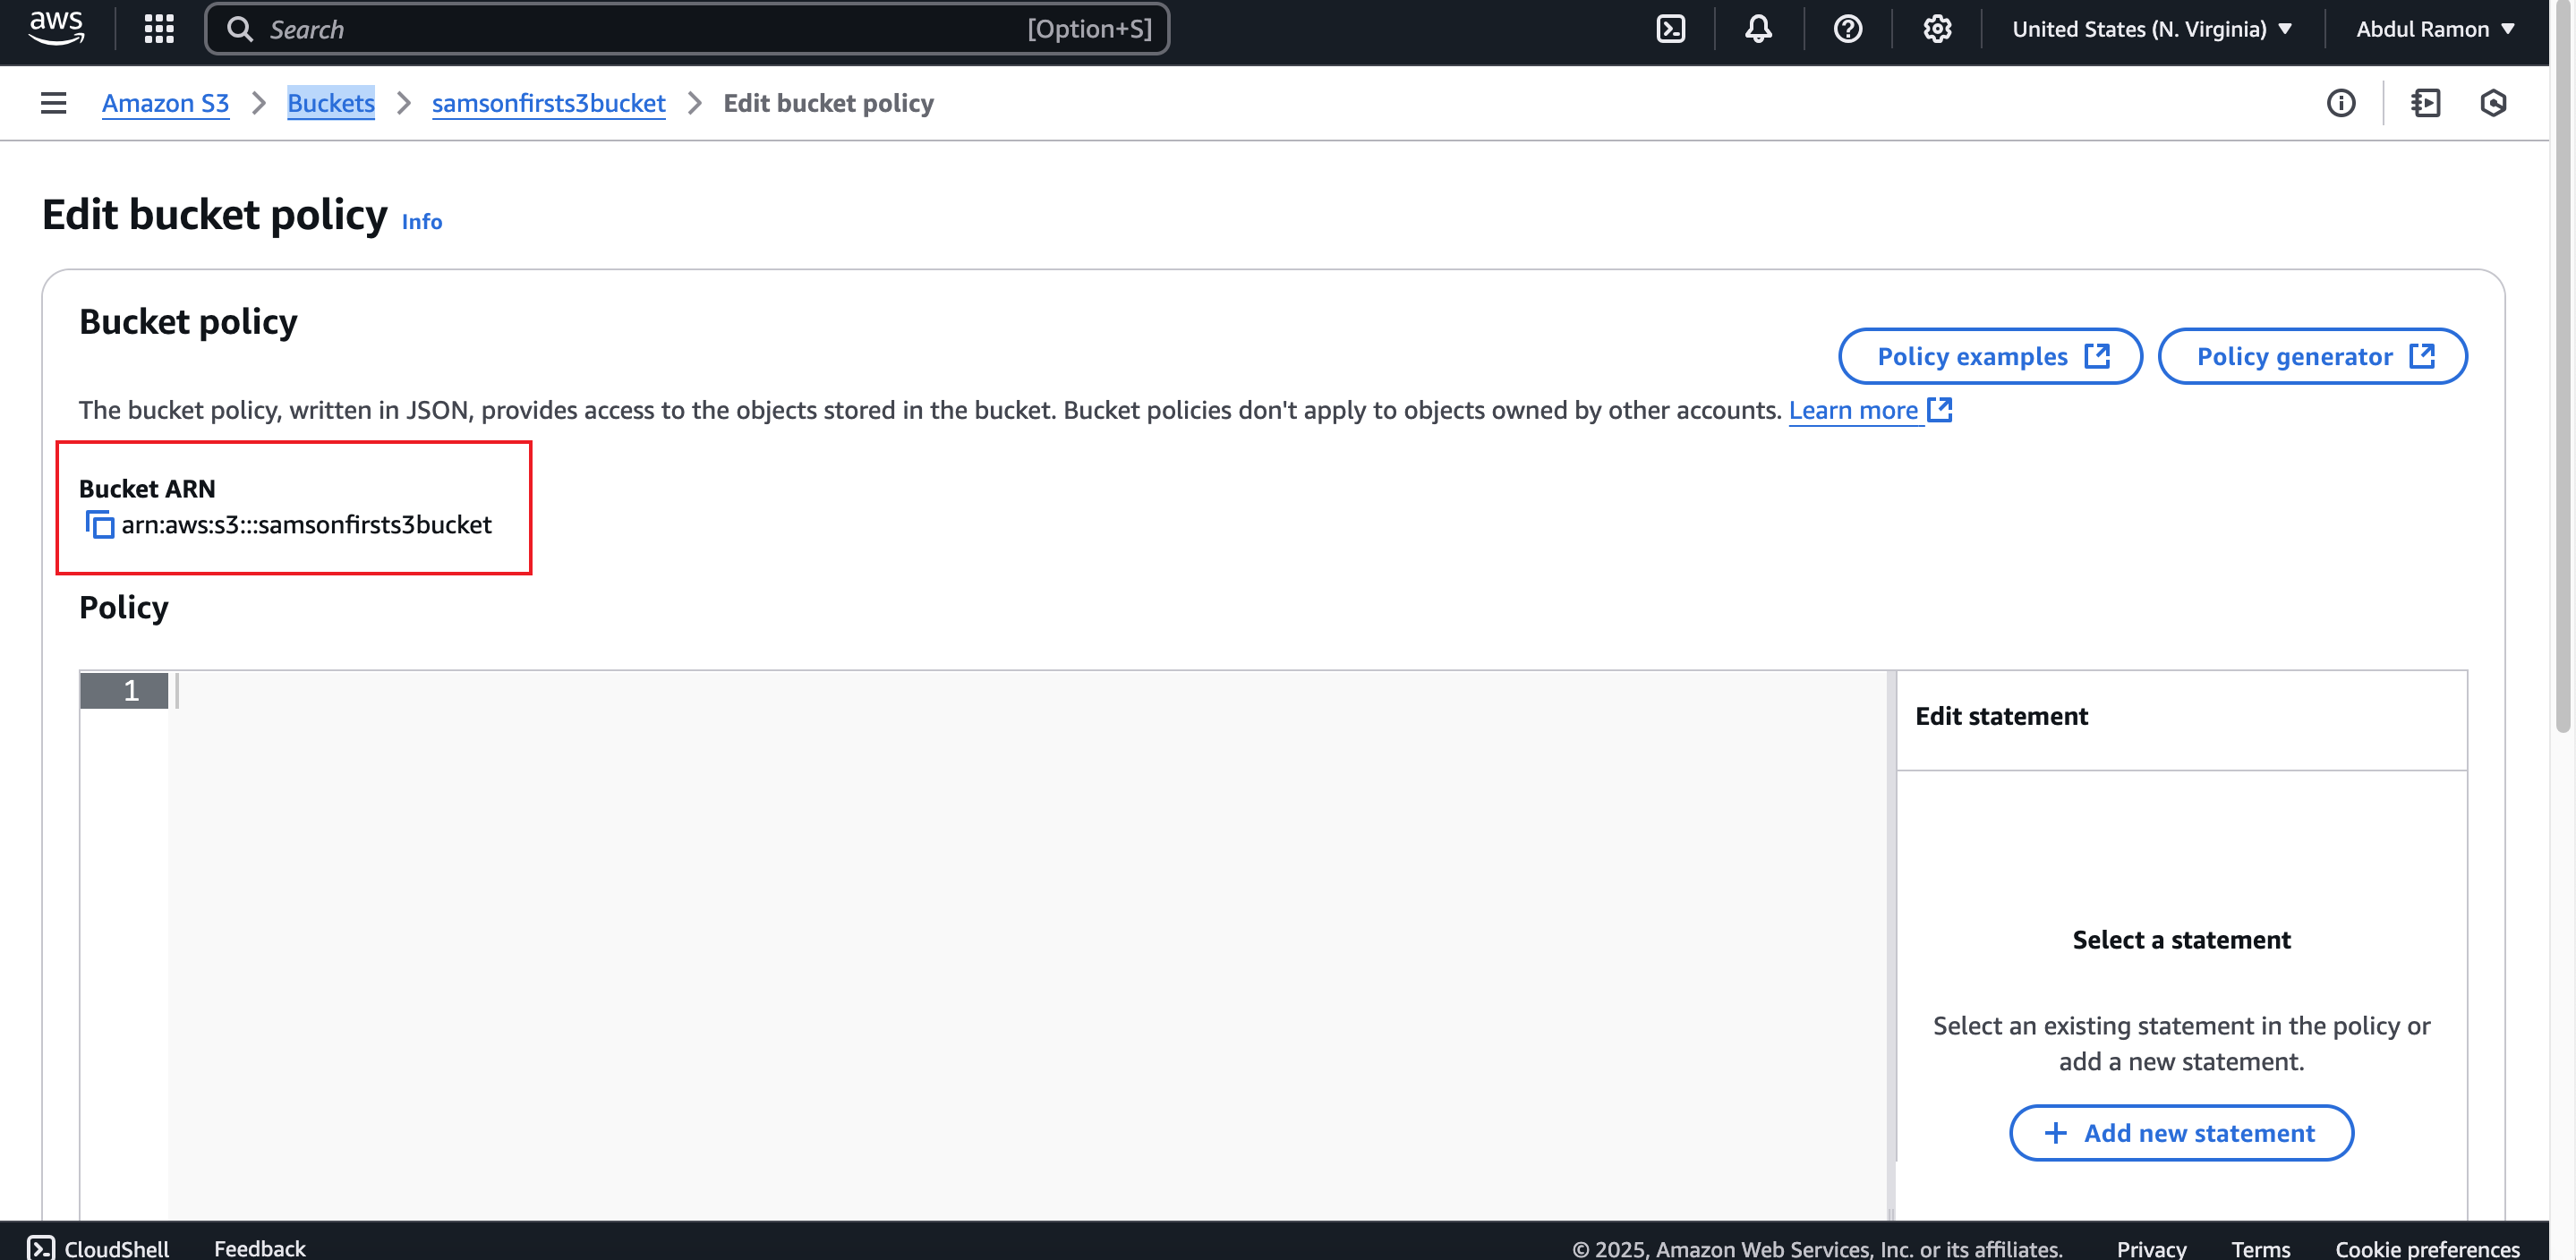 aws
Search [Option+S] United States (N. Virginia) Abdul Ramon
Amazon S3 Buckets samsonfirsts3bucket Edit bucket policy
Edit bucket policy Info
Bucket policy
Policy examples Policy generator
The bucket policy, written in JSON, provides access to the objects stored in the bucket. Bucket policies don't apply to objects owned by other accounts. Learn more
Bucket ARN
arn:aws:s3:::samsonfirsts3bucket
Policy
1
Edit statement
Select a statement
Select an existing statement in the policy or
add a new statement.
+ Add new statement
CloudShell Feedback © 2025, Amazon Web Services, Inc. or its affiliates. Privacy Terms Cookie preferences